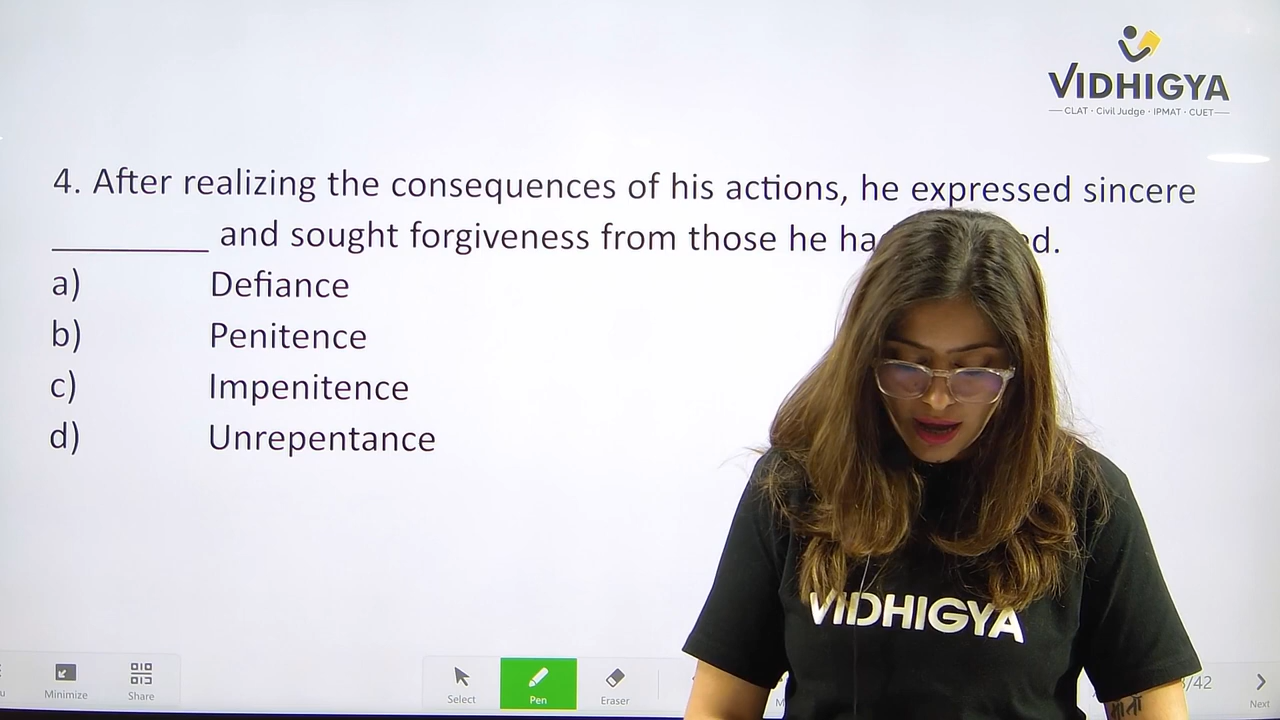 VIDHIGYA
CLAT · Civil Judge · IPMAT · CUET
4. After realizing the consequences of his actions, he expressed sincere
__________ and sought forgiveness from those he
a) Defiance
b) Penitence
c) Impenitence
d) Unrepentance
VIDHIGYA
Minimize
Share
Select
Pen
Eraser
/42
Next